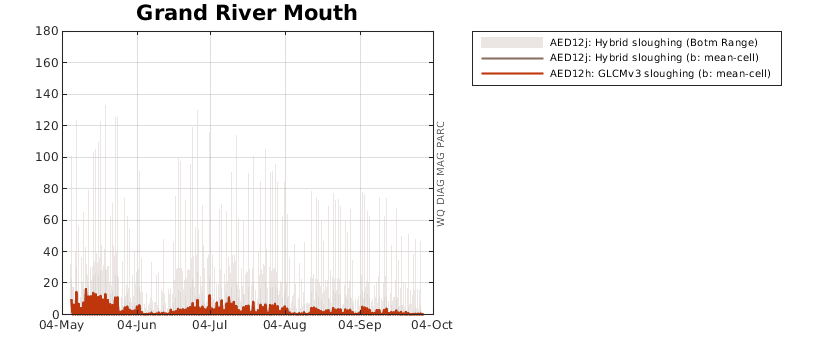 Grand River Mouth
180
160
140
120
100
80
60
40
20
0
04-May 04-Jun 04-Jul 04-Aug 04-Sep 04-Oct
WQ DIAG MAG PARC
AED12j: Hybrid sloughing (Botm Range)
AED12j: Hybrid sloughing (b: mean-cell)
AED12h: GLCMv3 sloughing (b: mean-cell)